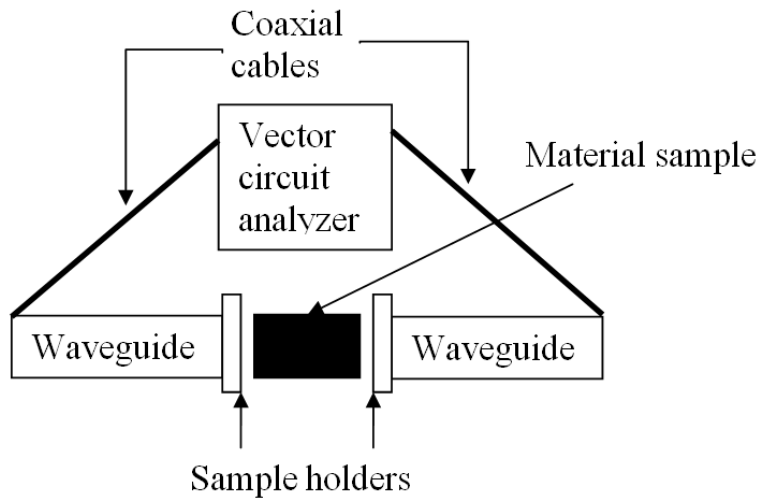 Coaxial
cables
Vector
circuit
analyzer
Material sample
Waveguide
Waveguide
Sample holders